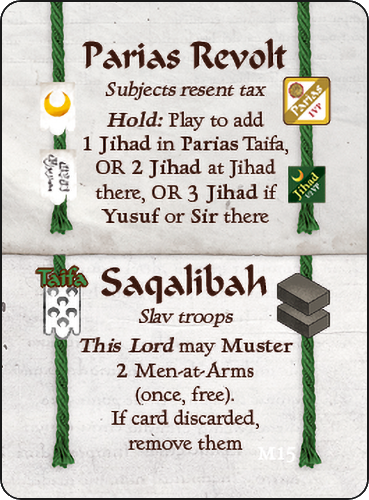 Parias Revolt
Subjects resent tax
Parias
1VP
Hold: Play to add
1 Jihad in Parias Taifa,
OR 2 Jihad at Jihad
there, OR 3 Jihad if
Yusuf or Sir there
Jihad
Taifa
Saqalibah
Slav troops
This Lord may Muster
2 Men-at-Arms
(once, free).
If card discarded,
remove them
M15